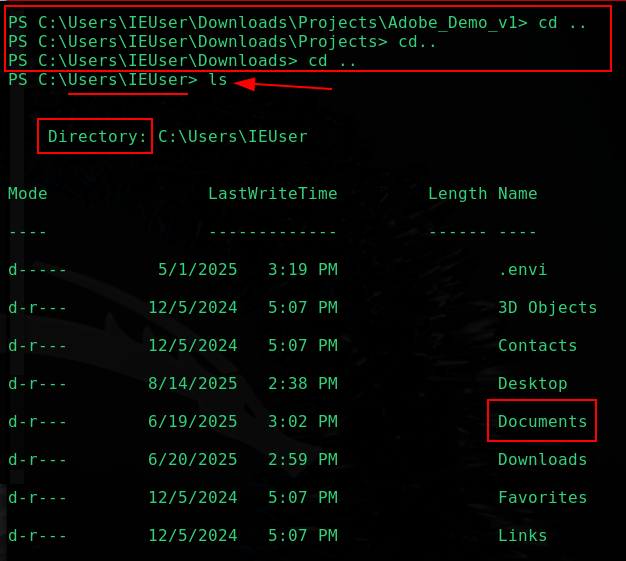 PS C:\Users\IEUser\Downloads\Projects\Adobe_Demo_v1> cd ..
PS C:\Users\IEUser\Downloads\Projects> cd..
PS C:\Users\IEUser\Downloads> cd ..
PS C:\Users\IEUser> ls
Directory: C:\Users\IEUser
Mode LastWriteTime Length Name
---- ------------- ------ ----
d----- 5/1/2025 3:19 PM .envi
d-r--- 12/5/2024 5:07 PM 3D Objects
d-r--- 12/5/2024 5:07 PM Contacts
d-r--- 8/14/2025 2:38 PM Desktop
d-r--- 6/19/2025 3:02 PM Documents
d-r--- 6/20/2025 2:59 PM Downloads
d-r--- 12/5/2024 5:07 PM Favorites
d-r--- 12/5/2024 5:07 PM Links